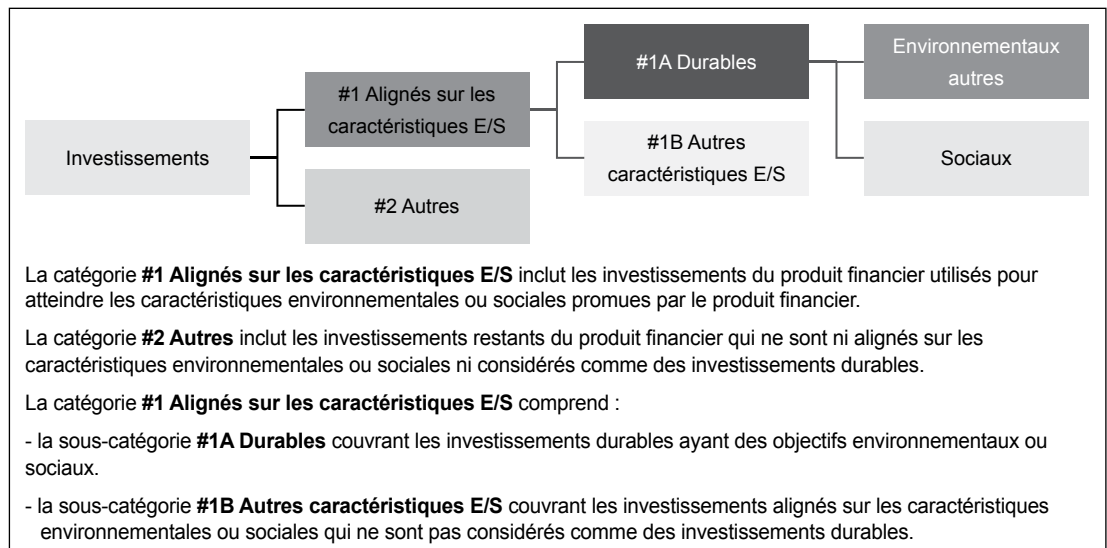 Investissements
#1 Alignés sur les
caractéristiques E/S
#2 Autres
#1A Durables
#1B Autres
caractéristiques E/S
Environnementaux
autres
Sociaux
La catégorie #1 Alignés sur les caractéristiques E/S inclut les investissements du produit financier utilisés pour
atteindre les caractéristiques environnementales ou sociales promues par le produit financier.
La catégorie #2 Autres inclut les investissements restants du produit financier qui ne sont ni alignés sur les
caractéristiques environnementales ou sociales ni considérés comme des investissements durables.
La catégorie #1 Alignés sur les caractéristiques E/S comprend :
- la sous-catégorie #1A Durables couvrant les investissements durables ayant des objectifs environnementaux ou
sociaux.
- la sous-catégorie #1B Autres caractéristiques E/S couvrant les investissements alignés sur les caractéristiques
environnementales ou sociales qui ne sont pas considérés comme des investissements durables.